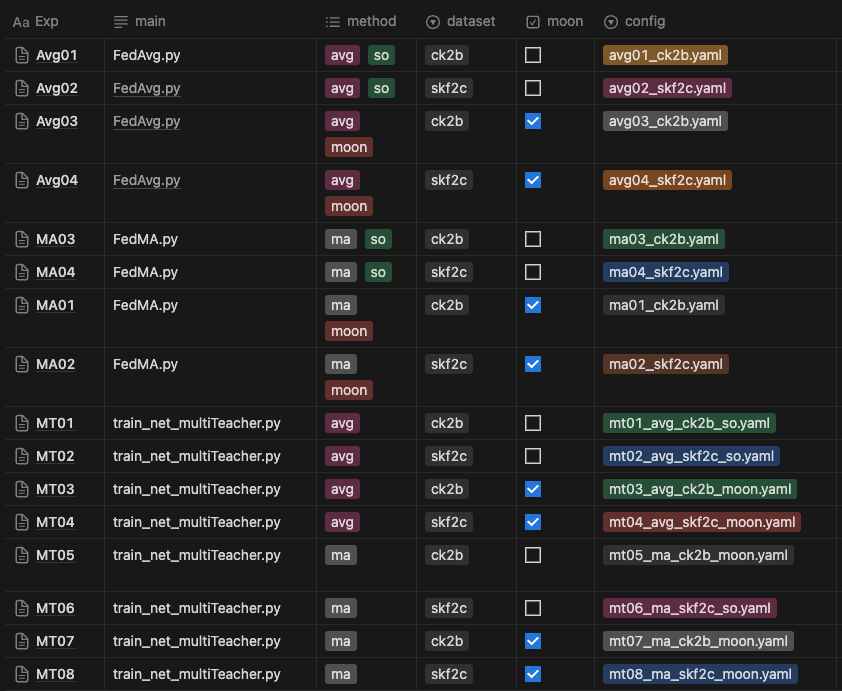 Aa Exp main method dataset moon config
Avg01 FedAvg.py avg so ck2b avg01_ck2b.yaml
Avg02 FedAvg.py avg so skf2c avg02_skf2c.yaml
Avg03 FedAvg.py avg ck2b avg03_ck2b.yaml
moon
Avg04 FedAvg.py avg skf2c avg04_skf2c.yaml
moon
MA03 FedMA.py ma so ck2b ma03_ck2b.yaml
MA04 FedMA.py ma so skf2c ma04_skf2c.yaml
MA01 FedMA.py ma ck2b ma01_ck2b.yaml
moon
MA02 FedMA.py ma skf2c ma02_skf2c.yaml
moon
MT01 train_net_multiTeacher.py avg ck2b mt01_avg_ck2b_so.yaml
MT02 train_net_multiTeacher.py avg skf2c mt02_avg_skf2c_so.yaml
MT03 train_net_multiTeacher.py avg ck2b mt03_avg_ck2b_moon.yaml
MT04 train_net_multiTeacher.py avg skf2c mt04_avg_skf2c_moon.yaml
MT05 train_net_multiTeacher.py ma ck2b mt05_ma_ck2b_moon.yaml
MT06 train_net_multiTeacher.py ma skf2c mt06_ma_skf2c_so.yaml
MT07 train_net_multiTeacher.py ma ck2b mt07_ma_ck2b_moon.yaml
MT08 train_net_multiTeacher.py ma skf2c mt08_ma_skf2c_moon.yaml